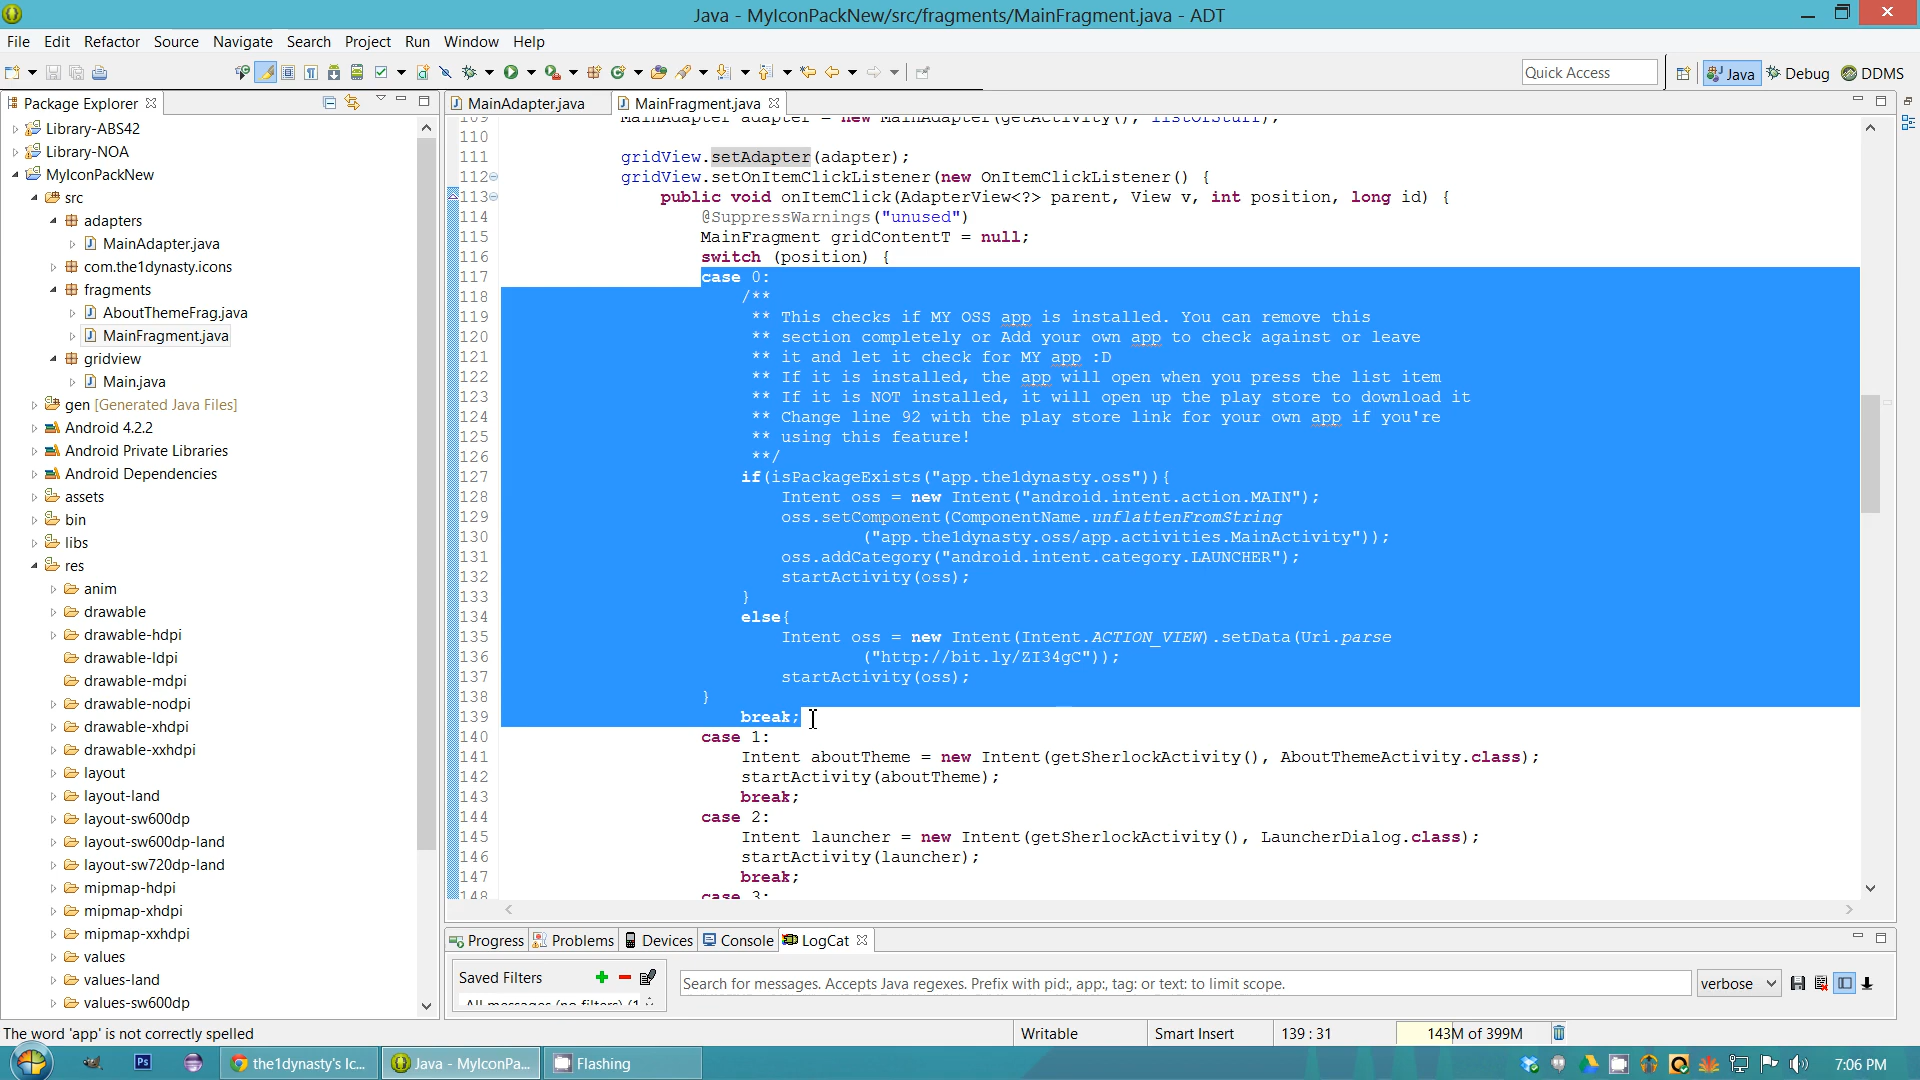 Java - MyIconPackNew/src/fragments/MainFragment.java - ADT
File Edit Refactor Source Navigate Search Project Run Window Help
Quick Access
Java
Debug
DDMS
Package Explorer
MainAdapter.java
MainFragment.java
Library-ABS42
Library-NOA
MyIconPackNew
src
adapters
MainAdapter.java
com.the1dynasty.icons
fragments
AboutThemeFrag.java
MainFragment.java
gridview
Main.java
gen [Generated Java Files]
Android 4.2.2
Android Private Libraries
Android Dependencies
assets
bin
libs
res
anim
drawable
drawable-hdpi
drawable-ldpi
drawable-mdpi
drawable-nodpi
drawable-xhdpi
drawable-xxhdpi
layout
layout-land
layout-sw600dp
layout-sw600dp-land
layout-sw720dp-land
mipmap-hdpi
mipmap-xhdpi
mipmap-xxhdpi
values
values-land
values-sw600dp
109 MainAdapter adapter = new MainAdapter(getActivity(), listOfStuff);
110
111 gridView.setAdapter(adapter);
112 gridView.setOnItemClickListener(new OnItemClickListener() {
113 public void onItemClick(AdapterView<?> parent, View v, int position, long id) {
114 @SuppressWarnings("unused")
115 MainFragment gridContentT = null;
116 switch (position) {
117 case 0:
118 /**
119 ** This checks if MY OSS app is installed. You can remove this
120 ** section completely or Add your own app to check against or leave
121 ** it and let it check for MY app :D
122 ** If it is installed, the app will open when you press the list item
123 ** If it is NOT installed, it will open up the play store to download it
124 ** Change line 92 with the play store link for your own app if you're
125 ** using this feature!
126 **/
127 if(isPackageExists("app.the1dynasty.oss")){
128 Intent oss = new Intent("android.intent.action.MAIN");
129 oss.setComponent(ComponentName.unflattenFromString
130 ("app.the1dynasty.oss/app.activities.MainActivity"));
131 oss.addCategory("android.intent.category.LAUNCHER");
132 startActivity(oss);
133 }
134 else{
135 Intent oss = new Intent(Intent.ACTION_VIEW).setData(Uri.parse
136 ("http://bit.ly/ZI34gC"));
137 startActivity(oss);
138 }
139 break;
140 case 1:
141 Intent aboutTheme = new Intent(getSherlockActivity(), AboutThemeActivity.class);
142 startActivity(aboutTheme);
143 break;
144 case 2:
145 Intent launcher = new Intent(getSherlockActivity(), LauncherDialog.class);
146 startActivity(launcher);
147 break;
148 case 3:
Progress
Problems
Devices
Console
LogCat
Saved Filters
All messages (no filters) (1
Search for messages. Accepts Java regexes. Prefix with pid:, app:, tag: or text: to limit scope.
verbose
The word 'app' is not correctly spelled
Writable
Smart Insert
139 : 31
143M of 399M
Ps
the1dynasty's Ic...
Java - MyIconPa...
Flashing
7:06 PM